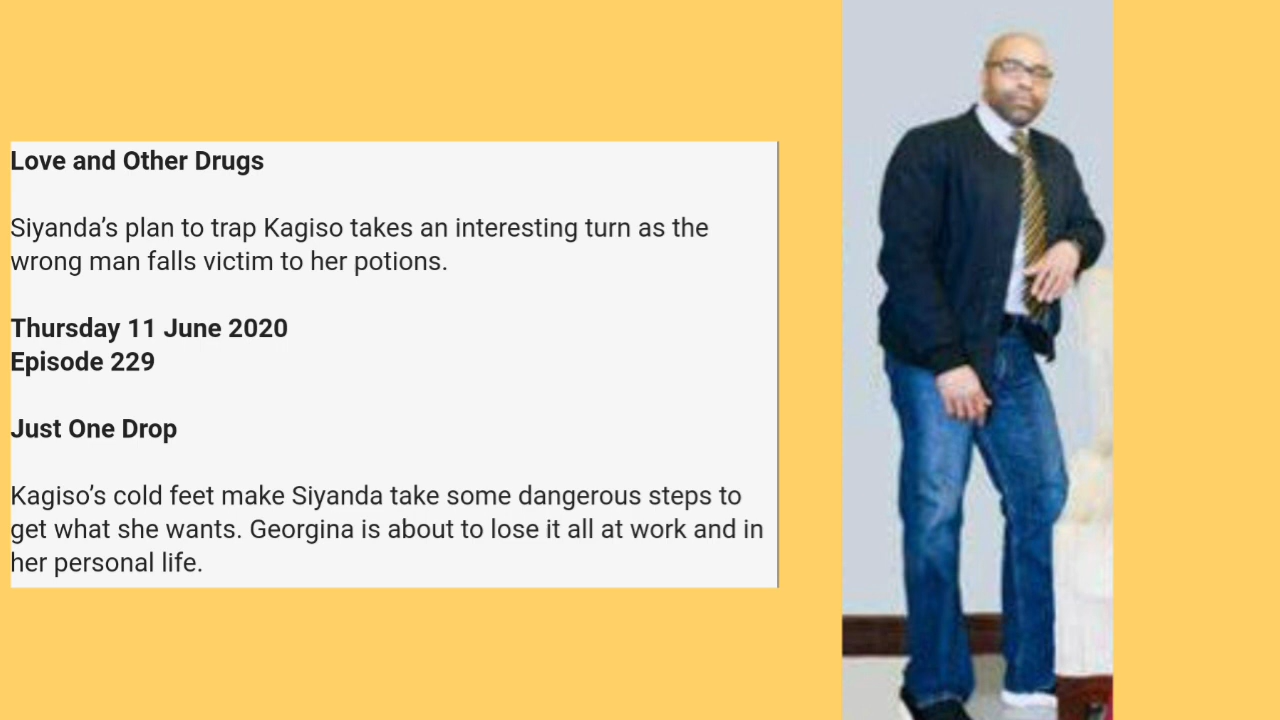 Love and Other Drugs
Siyanda’s plan to trap Kagiso takes an interesting turn as the
wrong man falls victim to her potions.
Thursday 11 June 2020
Episode 229
Just One Drop
Kagiso’s cold feet make Siyanda take some dangerous steps to
get what she wants. Georgina is about to lose it all at work and in
her personal life.